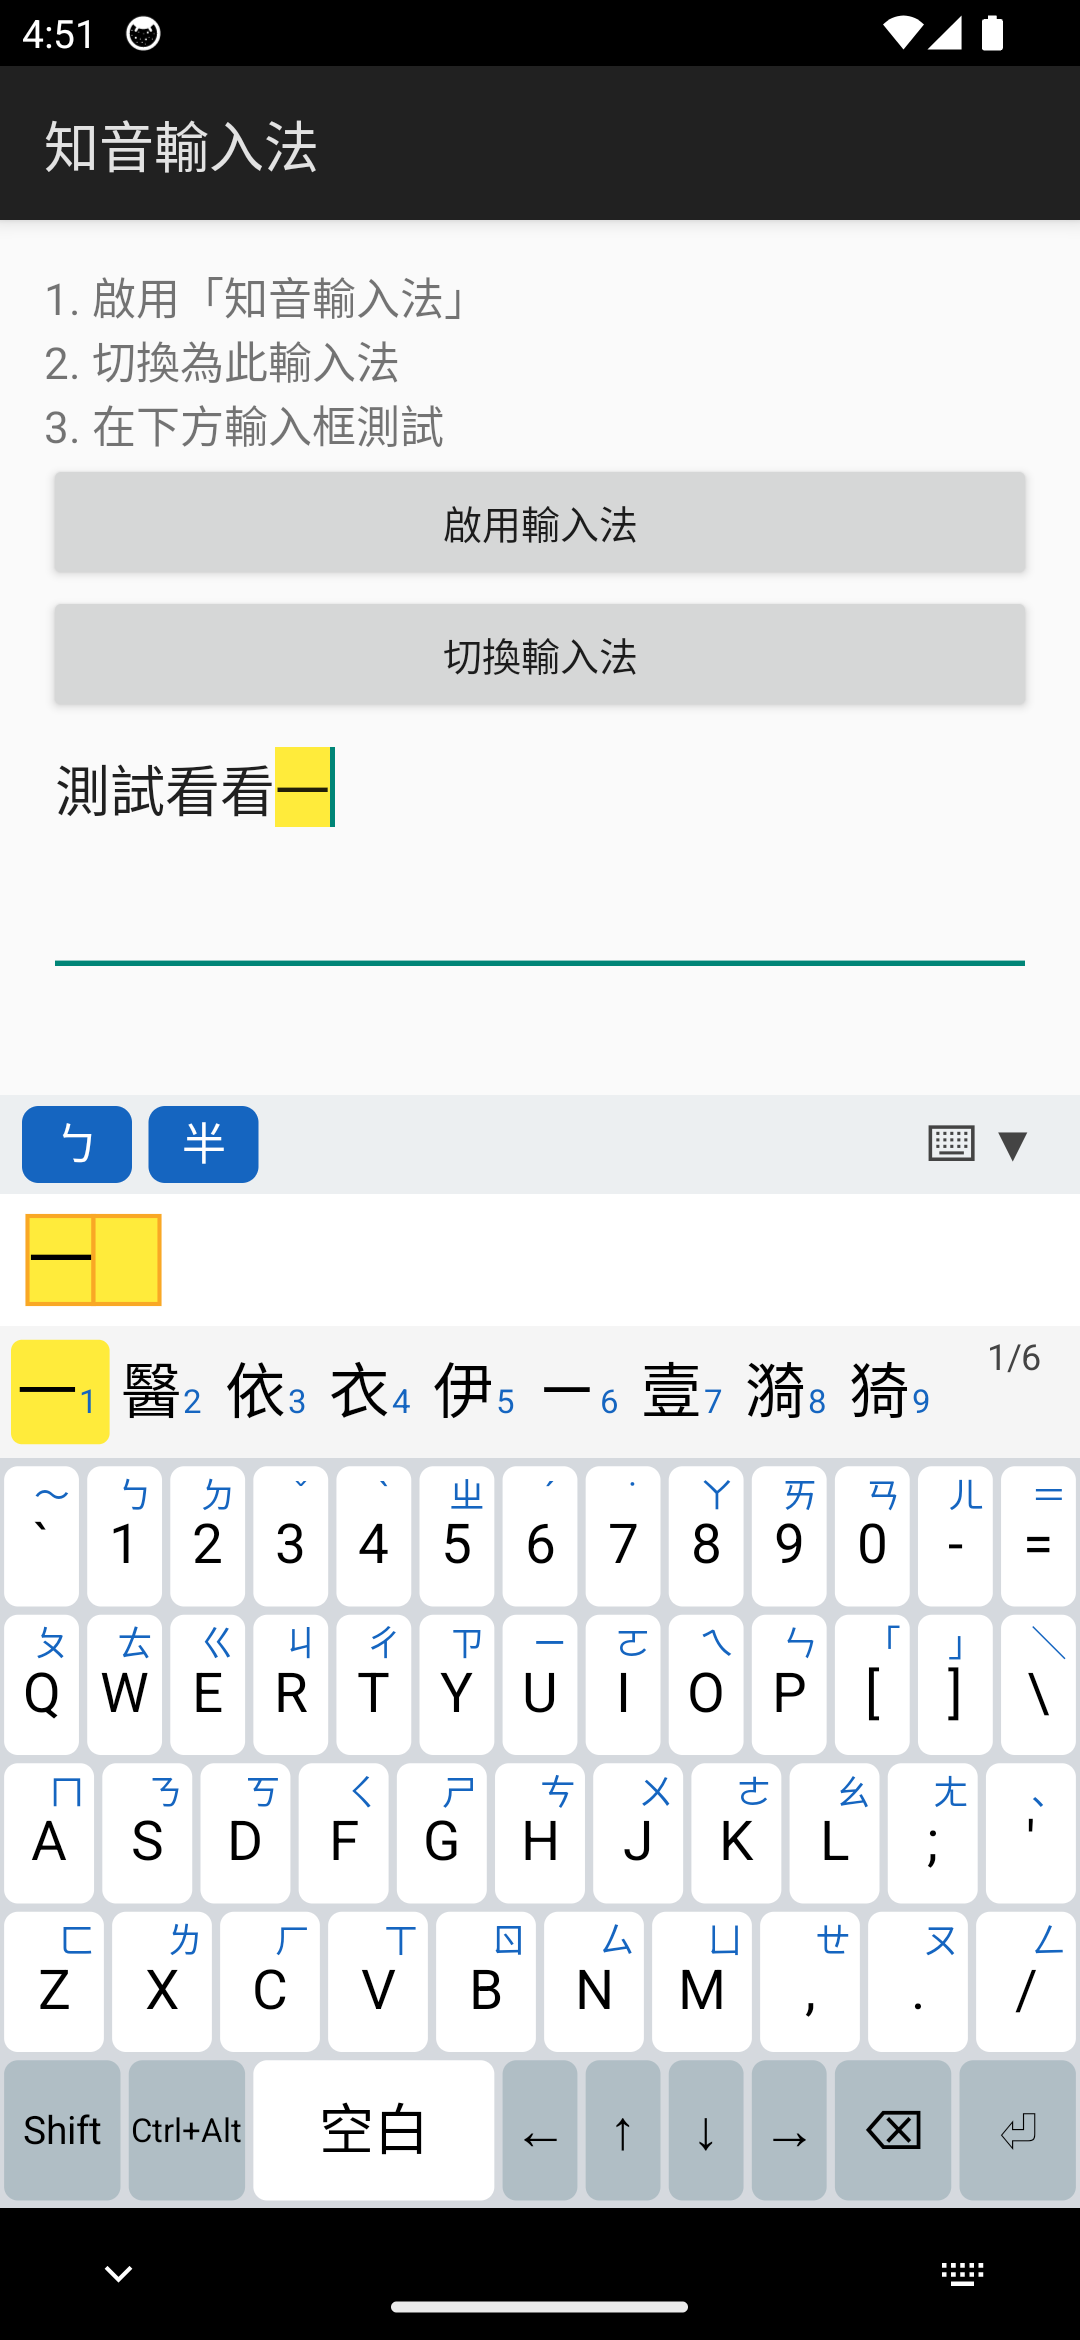 4:51
知音輸入法
1. 啟用「知音輸入法」
2. 切換為此輸入法
3. 在下方輸入框測試
啟用輸入法
切換輸入法
測試看看一
ㄅ 半 ▼
一
一1 醫2 依3 衣4 伊5 ㄧ6 壹7 漪8 猗9 1/6
～ ㄅ ㄉ ˇ ˋ ㄓ ˊ ˙ ㄚ ㄞ ㄢ ㄦ ＝
` 1 2 3 4 5 6 7 8 9 0 - =
ㄆ ㄊ ㄍ ㄐ ㄔ ㄗ ㄧ ㄛ ㄟ ㄣ 「 」 ＼
Q W E R T Y U I O P [ ] \
ㄇ ㄋ ㄎ ㄑ ㄕ ㄘ ㄨ ㄜ ㄠ ㄤ 、
A S D F G H J K L ; '
ㄈ ㄌ ㄏ ㄒ ㄖ ㄙ ㄩ ㄝ ㄡ ㄥ
Z X C V B N M , . /
Shift Ctrl+Alt 空白 ← ↑ ↓ → ⌫ ⏎